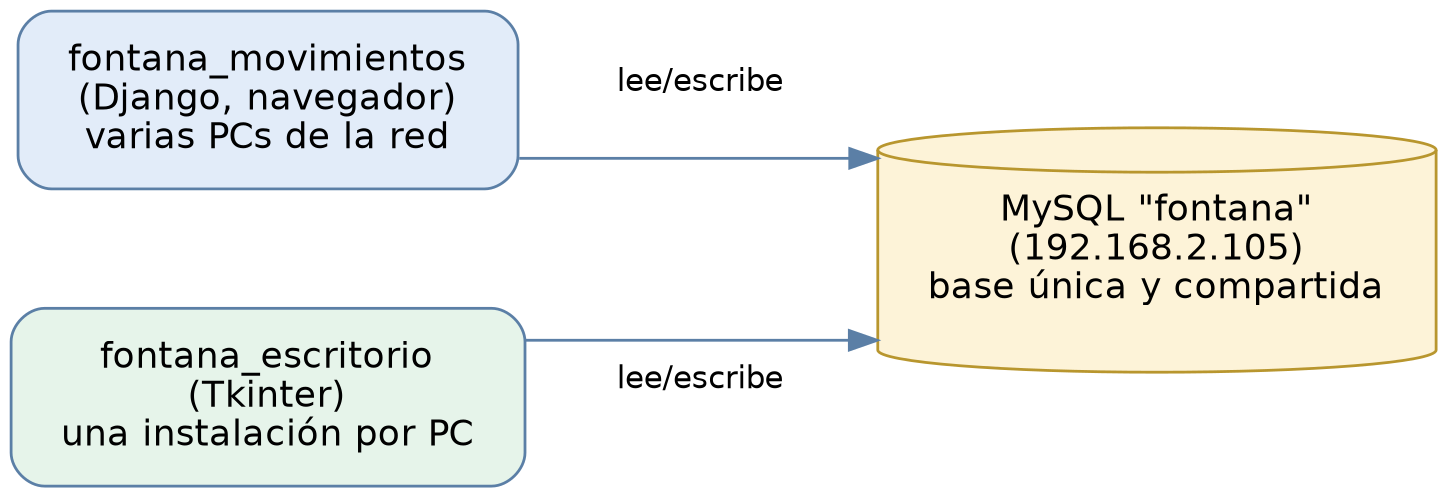 fontana_movimientos
(Django, navegador)
varias PCs de la red
lee/escribe
MySQL "fontana"
(192.168.2.105)
base única y compartida
fontana_escritorio
(Tkinter)
una instalación por PC
lee/escribe